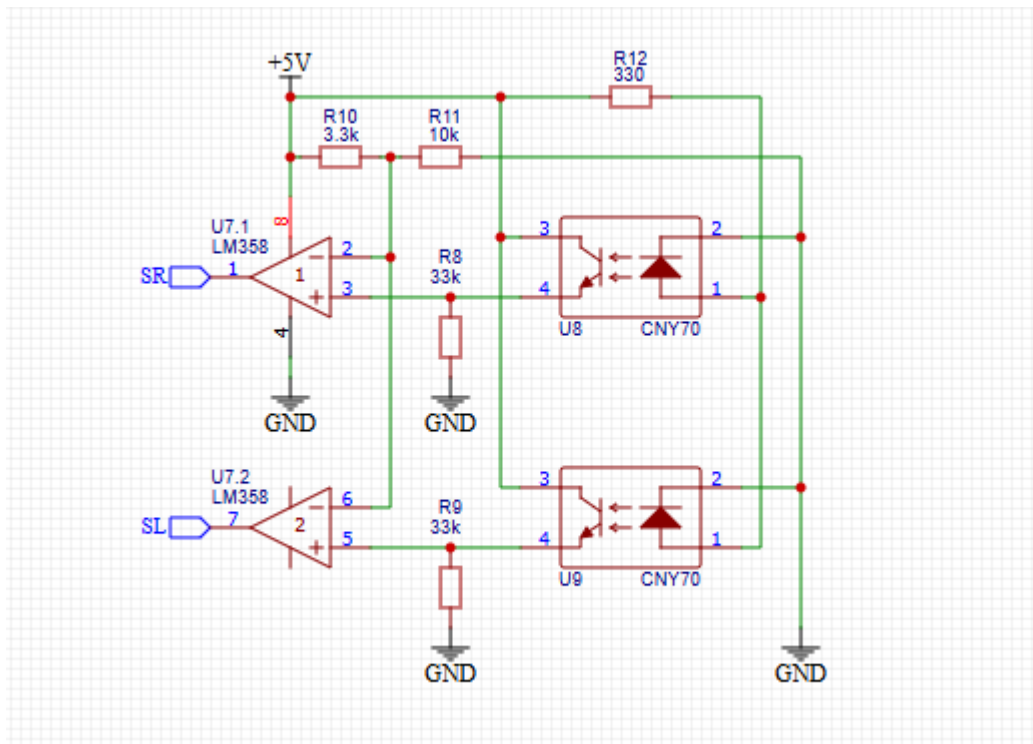 +5V
R12
330
R10
3.3k
R11
10k
8
U7.1
LM358
SR
1
1
-
2
+
3
4
GND
R8
33k
GND
3
4
2
1
U8
CNY70
U7.2
LM358
SL
7
2
-
6
+
5
R9
33k
GND
3
4
2
1
U9
CNY70
GND